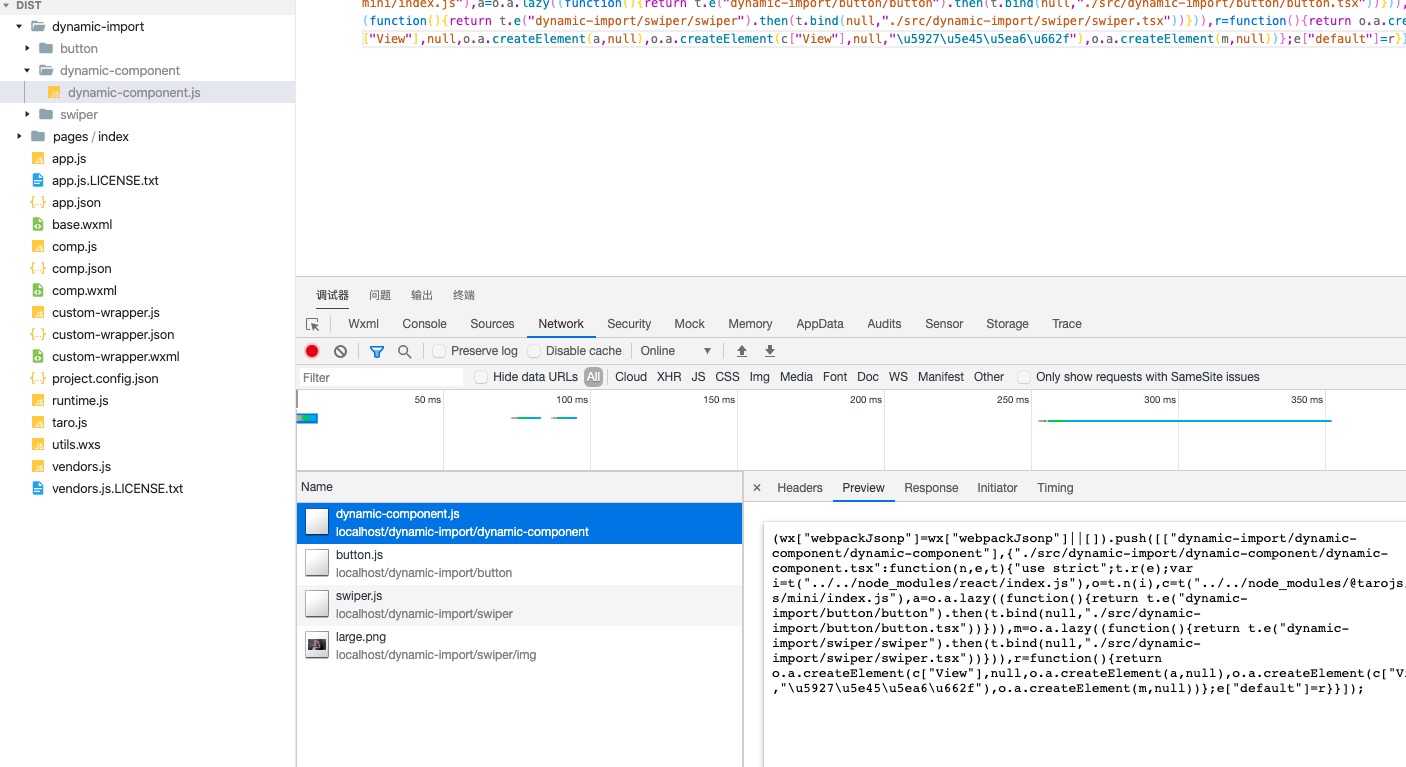 DIST
dynamic-import
button
dynamic-component
dynamic-component.js
swiper
pages / index
app.js
app.js.LICENSE.txt
app.json
base.wxml
comp.js
comp.json
comp.wxml
custom-wrapper.js
custom-wrapper.json
custom-wrapper.wxml
project.config.json
runtime.js
taro.js
utils.wxs
vendors.js
vendors.js.LICENSE.txt
mini/index.js"),a=o.a.lazy((function(){return t.e("dynamic-import/button/button").then(t.bind(null,"./src/dynamic-import/button/button.tsx"))})),
(function(){return t.e("dynamic-import/swiper/swiper").then(t.bind(null,"./src/dynamic-import/swiper/swiper.tsx"))})),r=function(){return o.a.cre
["View"],null,o.a.createElement(a,null),o.a.createElement(c["View"],null,"\u5927\u5e45\u5ea6\u662f"),o.a.createElement(m,null))};e["default"]=r}}
调试器 问题 输出 终端
Wxml Console Sources Network Security Mock Memory AppData Audits Sensor Storage Trace
Preserve log Disable cache Online
Filter Hide data URLs All Cloud XHR JS CSS Img Media Font Doc WS Manifest Other Only show requests with SameSite issues
50 ms 100 ms 150 ms 200 ms 250 ms 300 ms 350 ms
Name
dynamic-component.js
localhost/dynamic-import/dynamic-component
button.js
localhost/dynamic-import/button
swiper.js
localhost/dynamic-import/swiper
large.png
localhost/dynamic-import/swiper/img
× Headers Preview Response Initiator Timing
(wx["webpackJsonp"]=wx["webpackJsonp"]||[]).push([["dynamic-import/dynamic-
component/dynamic-component"],{"./src/dynamic-import/dynamic-component/dynamic-
component.tsx":function(n,e,t){"use strict";t.r(e);var
i=t("../../node_modules/react/index.js"),o=t.n(i),c=t("../../node_modules/@tarojs
s/mini/index.js"),a=o.a.lazy((function(){return t.e("dynamic-
import/button/button").then(t.bind(null,"./src/dynamic-
import/button/button.tsx"))})),m=o.a.lazy((function(){return t.e("dynamic-
import/swiper/swiper").then(t.bind(null,"./src/dynamic-
import/swiper/swiper.tsx"))})),r=function(){return
o.a.createElement(c["View"],null,o.a.createElement(a,null),o.a.createElement(c["Vi
,"\u5927\u5e45\u5ea6\u662f"),o.a.createElement(m,null))};e["default"]=r}}]);